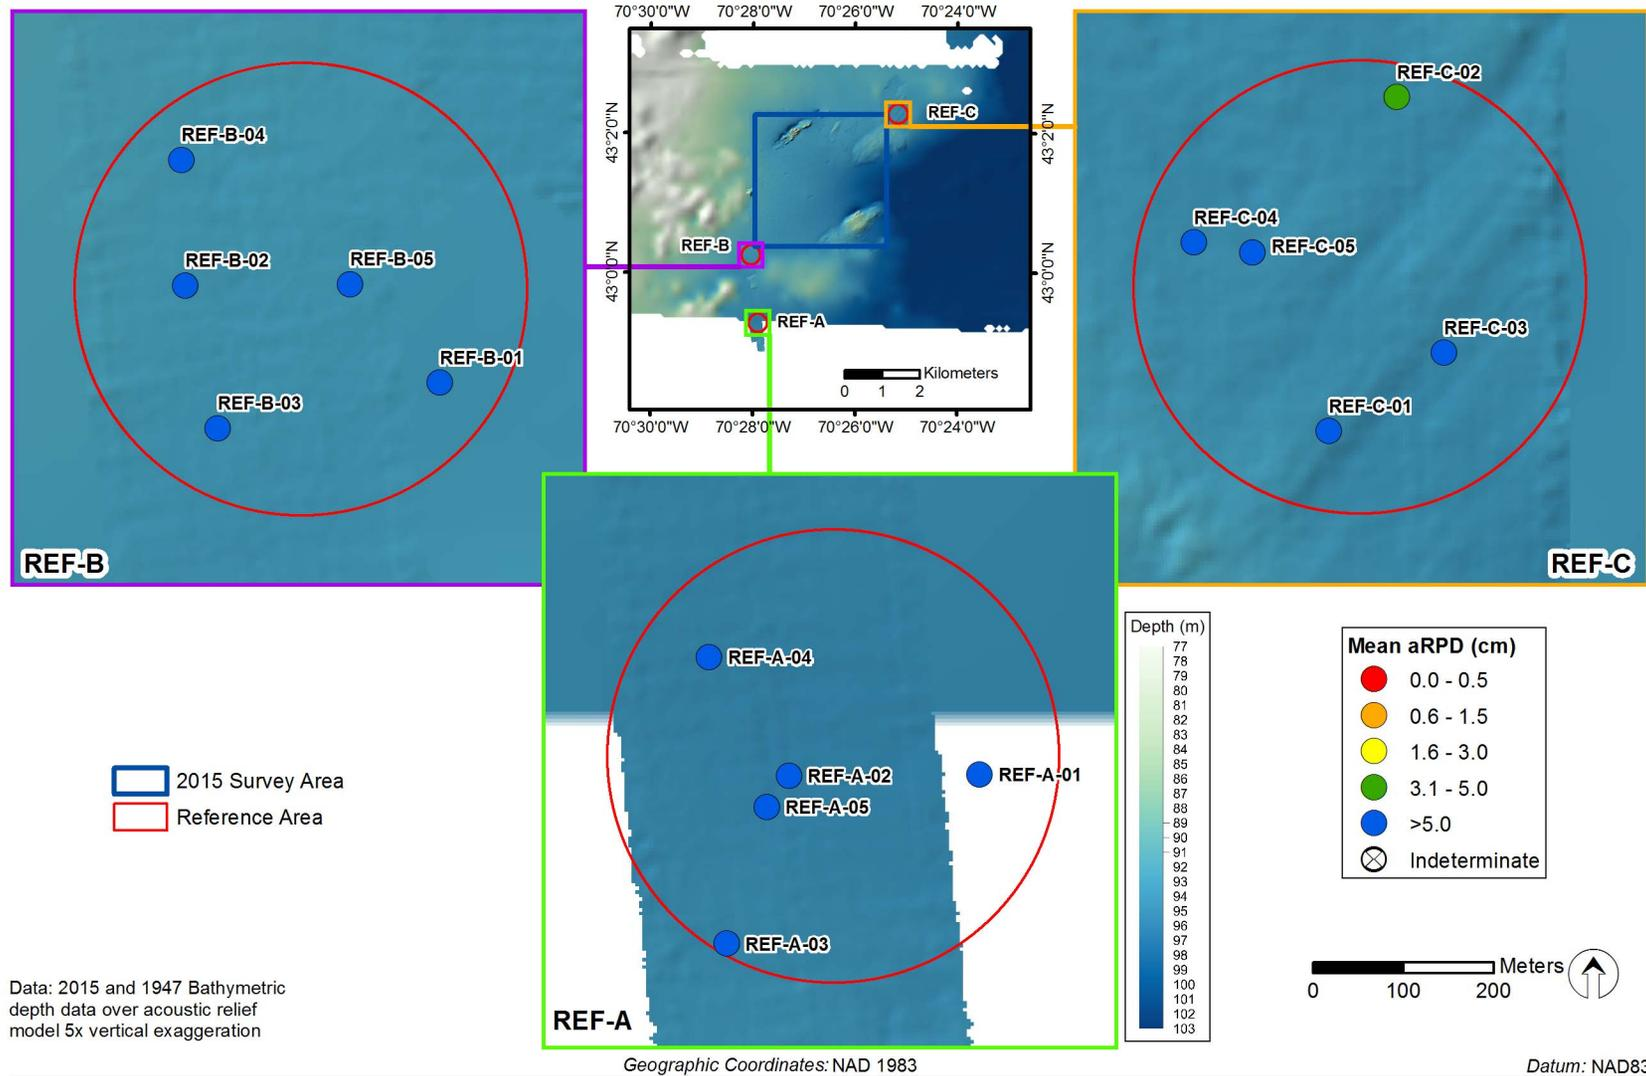 70°30'0"W 70°28'0"W 70°26'0"W 70°24'0"W
REF-B-04
REF-B-02
REF-B-05
REF-B-01
REF-B-03
REF-B
43°2'0"N
43°0'0"N
REF-C
REF-B
REF-A
Kilometers
0 1 2
43°2'0"N
43°0'0"N
70°30'0"W 70°28'0"W 70°26'0"W 70°24'0"W
REF-C-02
REF-C-04
REF-C-05
REF-C-03
REF-C-01
REF-C
REF-A-04
REF-A-02
REF-A-01
REF-A-05
REF-A-03
REF-A
2015 Survey Area
Reference Area
Depth (m)
77
78
79
80
81
82
83
84
85
86
87
88
89
90
91
92
93
94
95
96
97
98
99
100
101
102
103
Mean aRPD (cm)
0.0 - 0.5
0.6 - 1.5
1.6 - 3.0
3.1 - 5.0
>5.0
Indeterminate
Meters
0 100 200
Data: 2015 and 1947 Bathymetric
depth data over acoustic relief
model 5x vertical exaggeration
Geographic Coordinates: NAD 1983
Datum: NAD83